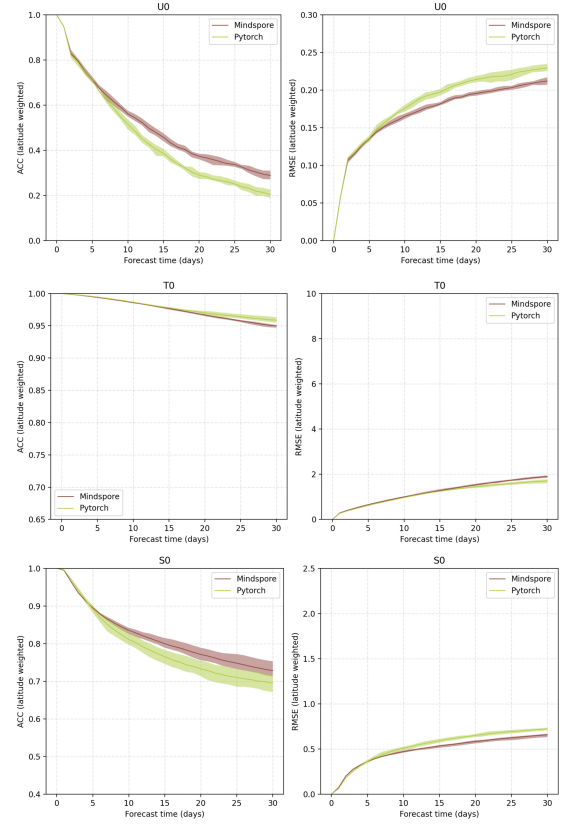 U0
ACC (latitude weighted)
1.0
0.8
0.6
0.4
0.2
0.0
0 5 10 15 20 25 30
Forecast time (days)
Mindspore
Pytorch
U0
RMSE (latitude weighted)
0.30
0.25
0.20
0.15
0.10
0.05
0.00
0 5 10 15 20 25 30
Forecast time (days)
Mindspore
Pytorch
T0
ACC (latitude weighted)
1.00
0.95
0.90
0.85
0.80
0.75
0.70
0.65
0 5 10 15 20 25 30
Forecast time (days)
Mindspore
Pytorch
T0
RMSE (latitude weighted)
10
8
6
4
2
0
0 5 10 15 20 25 30
Forecast time (days)
Mindspore
Pytorch
S0
ACC (latitude weighted)
1.0
0.9
0.8
0.7
0.6
0.5
0.4
0 5 10 15 20 25 30
Forecast time (days)
Mindspore
Pytorch
S0
RMSE (latitude weighted)
2.5
2.0
1.5
1.0
0.5
0.0
0 5 10 15 20 25 30
Forecast time (days)
Mindspore
Pytorch